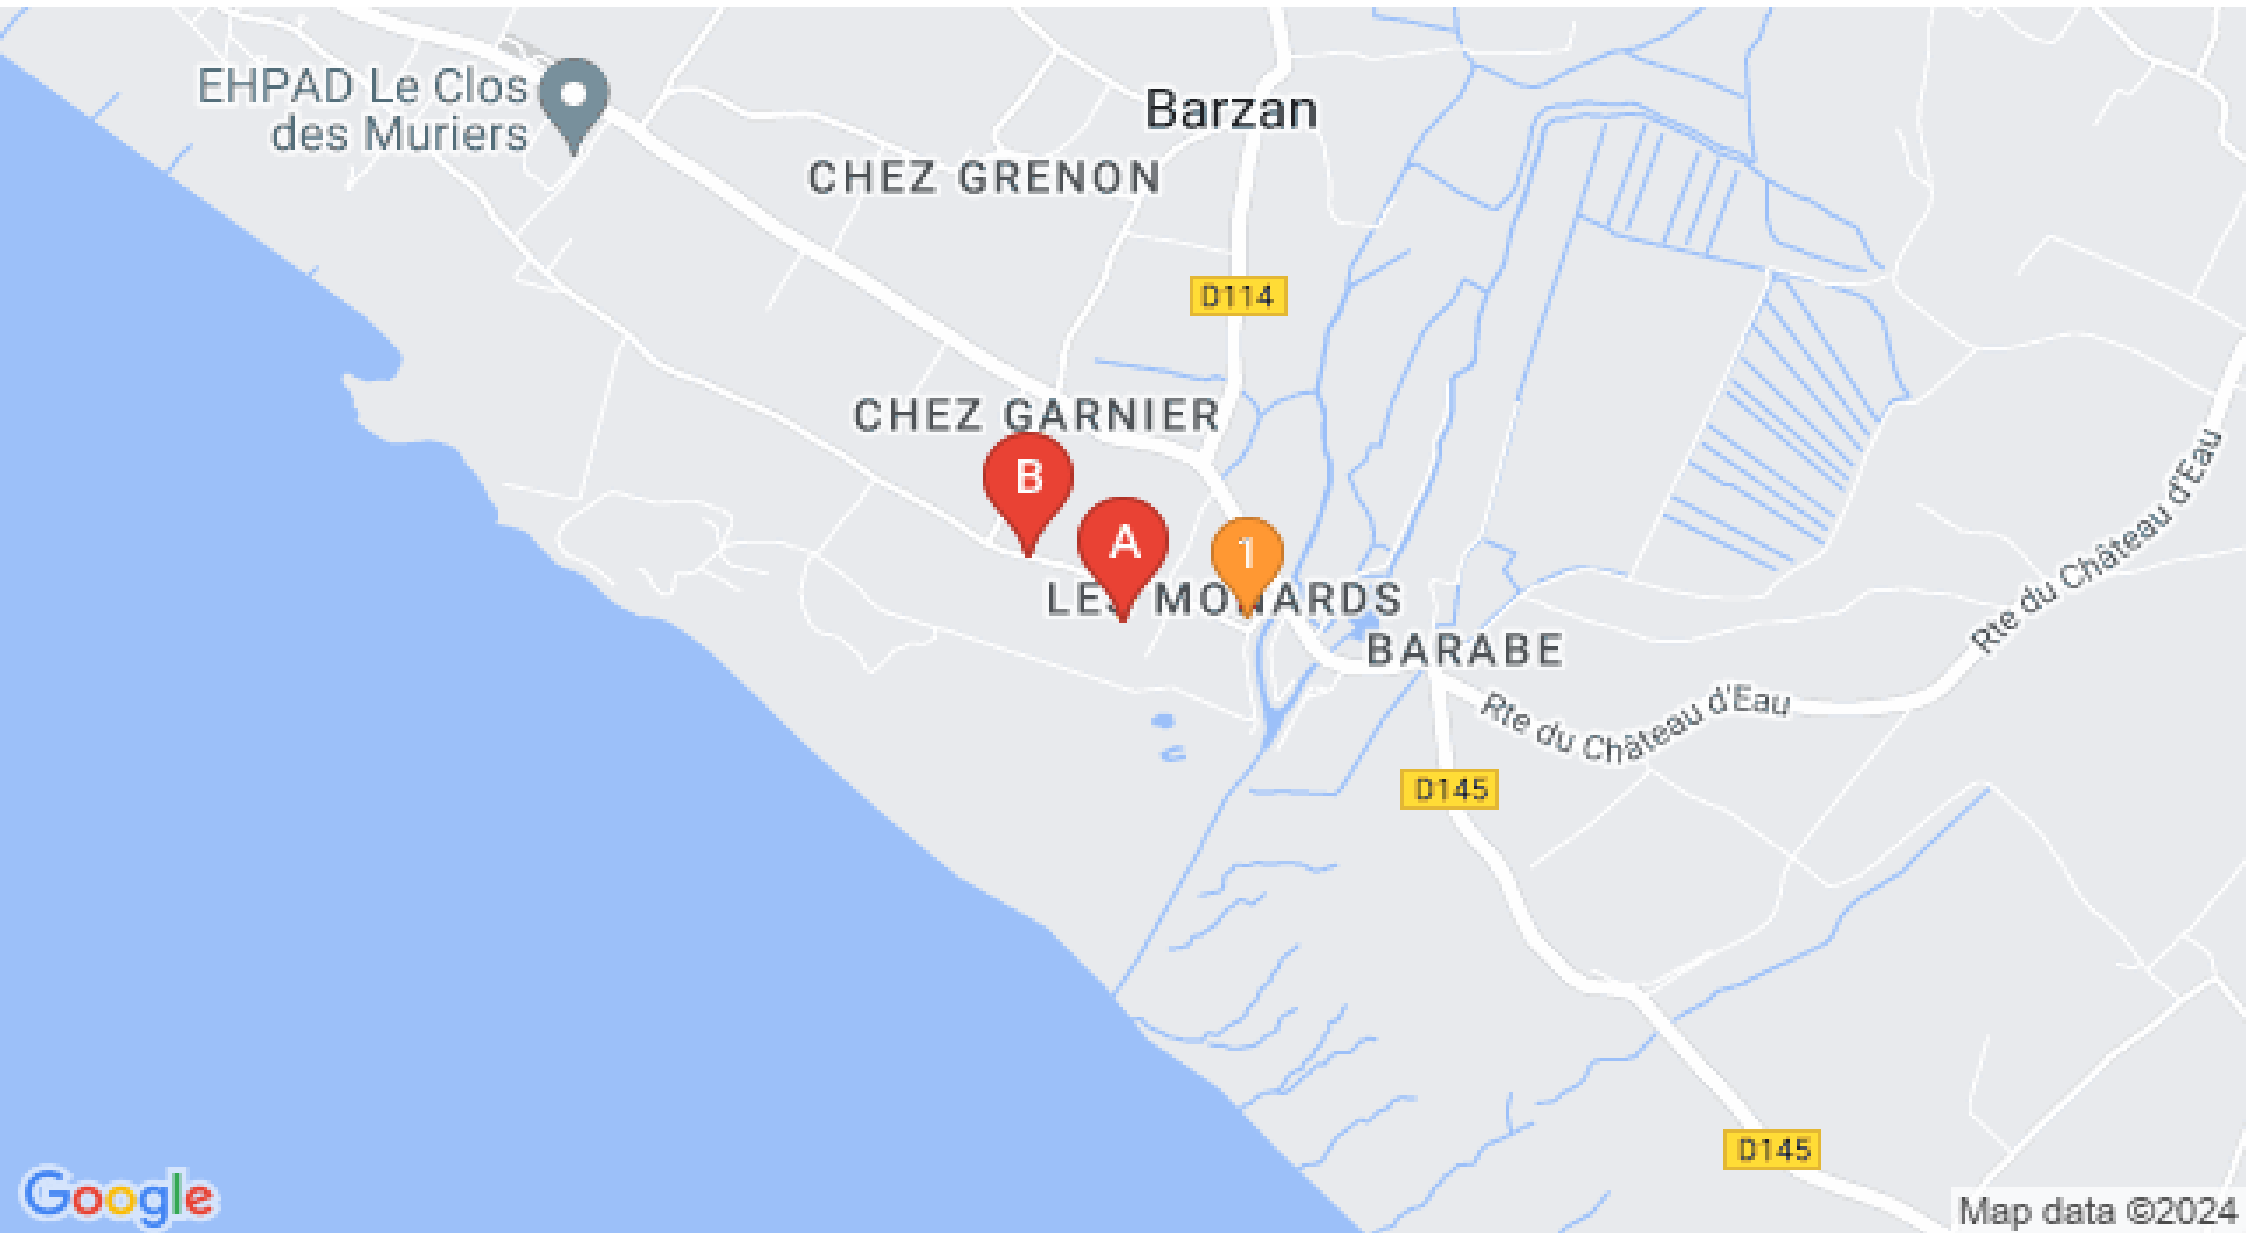 EHPAD Le Clos
des Muriers
Barzan
CHEZ GRENON
D114
CHEZ GARNIER
B
A
1
LES MONARDS
BARABE
Rte du Château d'Eau
Rte du Château d'Eau
D145
D145
Google
Map data ©2024